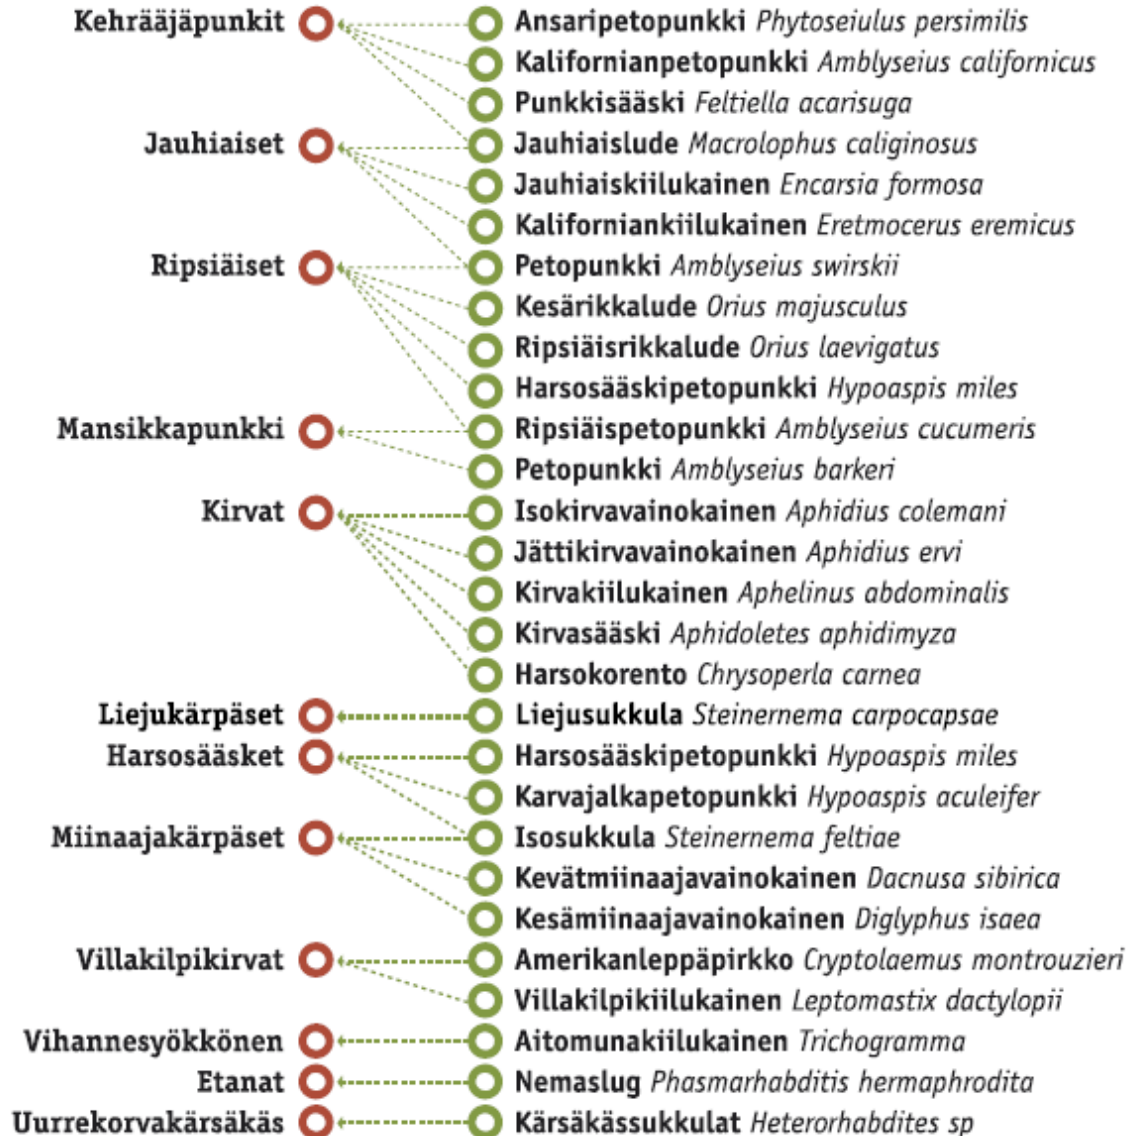 Kehrääjäpunkit Ansaripetopunkki Phytoseiulus persimilis
Kalifornianpetopunkki Amblyseius californicus
Punkkisääski Feltiella acarisuga
Jauhiaiset Jauhiaislude Macrolophus caliginosus
Jauhiaiskiilukainen Encarsia formosa
Kaliforniankiilukainen Eretmocerus eremicus
Ripsiäiset Petopunkki Amblyseius swirskii
Kesärikkalude Orius majusculus
Ripsiäisrikkalude Orius laevigatus
Harsosääskipetopunkki Hypoaspis miles
Mansikkapunkki Ripsiäispetopunkki Amblyseius cucumeris
Petopunkki Amblyseius barkeri
Kirvat Isokirvavainokainen Aphidius colemani
Jättikirvavainokainen Aphidius ervi
Kirvakiilukainen Aphelinus abdominalis
Kirvasääski Aphidoletes aphidimyza
Harsokorento Chrysoperla carnea
Liejukärpäset Liejusukkula Steinernema carpocapsae
Harsosääsket Harsosääskipetopunkki Hypoaspis miles
Karvajalkapetopunkki Hypoaspis aculeifer
Miinaajakärpäset Isosukkula Steinernema feltiae
Kevätmiinaajavainokainen Dacnusa sibirica
Kesämiinaajavainokainen Diglyphus isaea
Villakilpikirvat Amerikanleppäpirkko Cryptolaemus montrouzieri
Villakilpikiilukainen Leptomastix dactylopii
Vihannesyökkönen Aitomunakiilukainen Trichogramma
Etanat Nemaslug Phasmarhabditis hermaphrodita
Uurrekorvakärsäkäs Kärsäkässukkulat Heterorhabdites sp